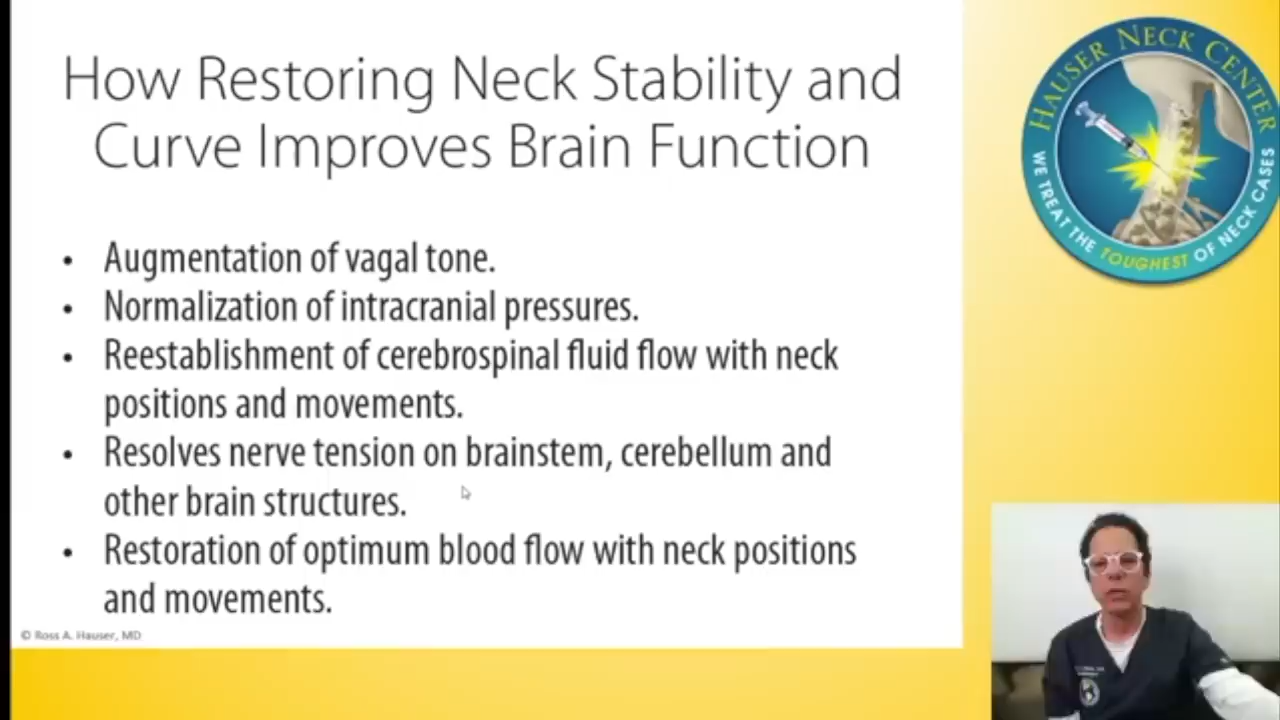 How Restoring Neck Stability and
Curve Improves Brain Function
• Augmentation of vagal tone.
• Normalization of intracranial pressures.
• Reestablishment of cerebrospinal fluid flow with neck
positions and movements.
• Resolves nerve tension on brainstem, cerebellum and
other brain structures.
• Restoration of optimum blood flow with neck positions
and movements.
© Ross A. Hauser, MD
HAUSER NECK CENTER
WE TREAT THE TOUGHEST OF NECK CASES